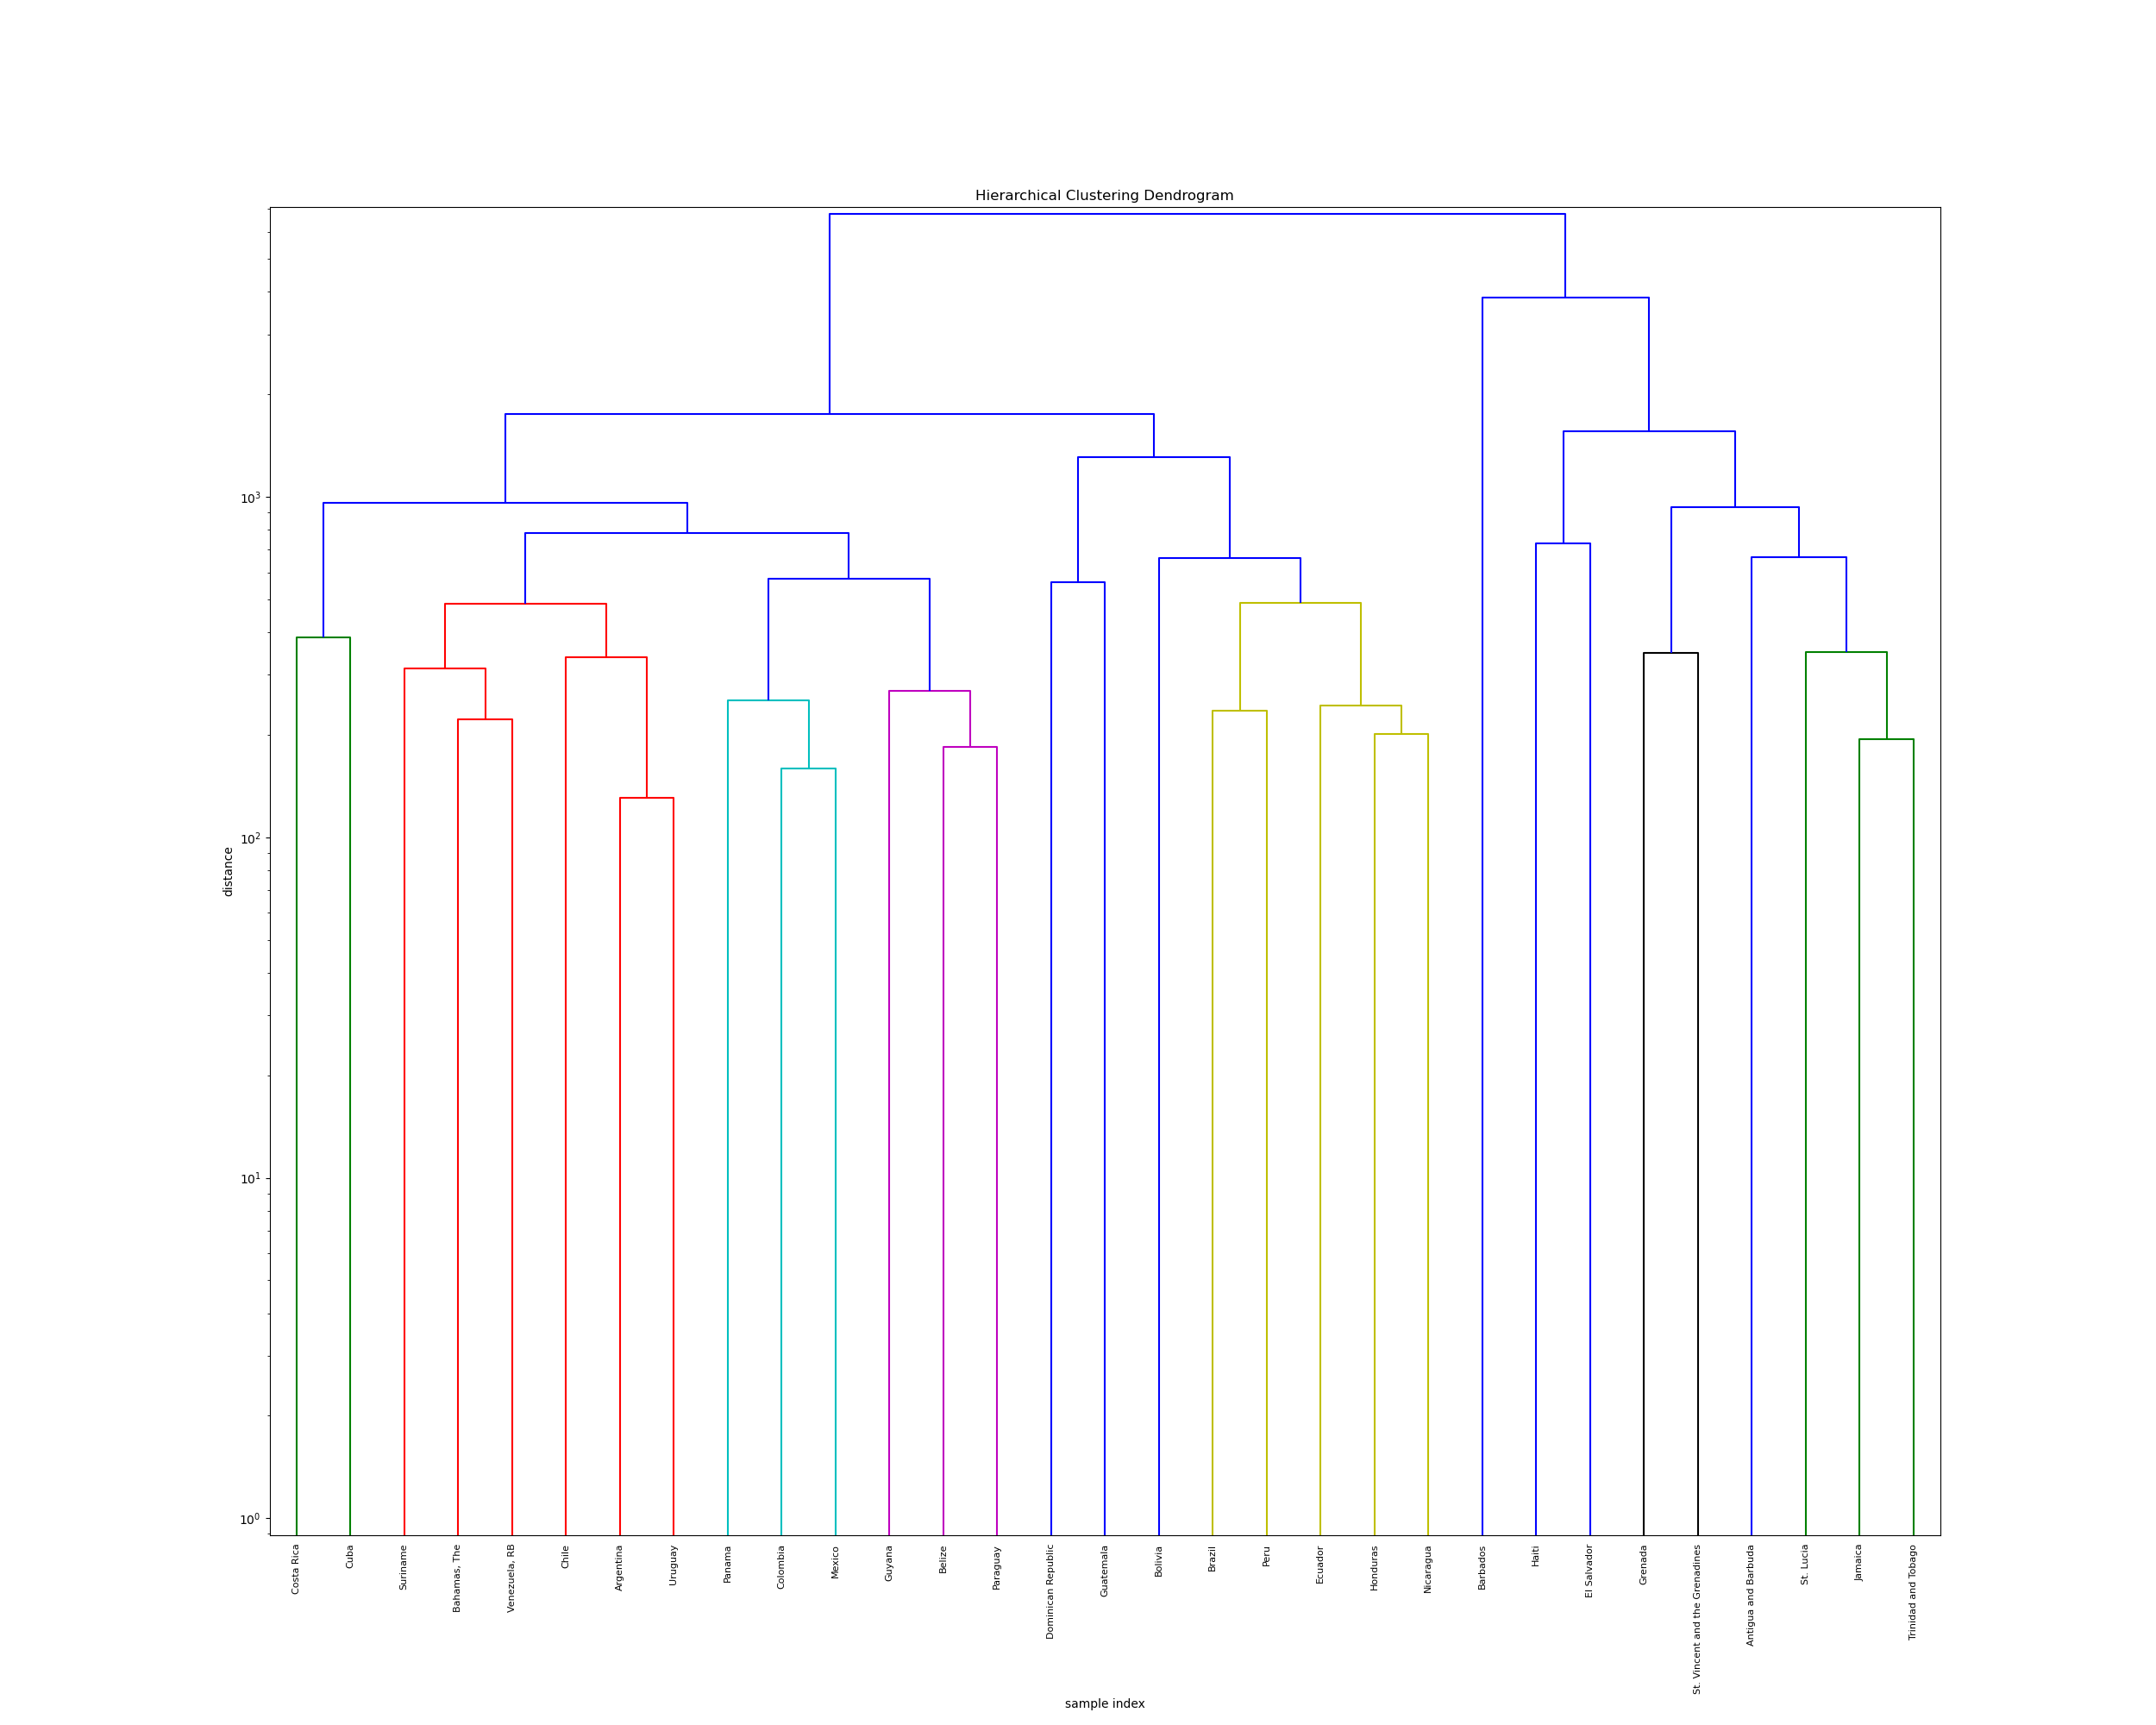 Hierarchical Clustering Dendrogram
10³
10²
10¹
10⁰
distance
Costa Rica
Cuba
Suriname
Bahamas, The
Venezuela, RB
Chile
Argentina
Uruguay
Panama
Colombia
Mexico
Guyana
Belize
Paraguay
Dominican Republic
Guatemala
Bolivia
Brazil
Peru
Ecuador
Honduras
Nicaragua
Barbados
Haiti
El Salvador
Grenada
St. Vincent and the Grenadines
Antigua and Barbuda
St. Lucia
Jamaica
Trinidad and Tobago
sample index